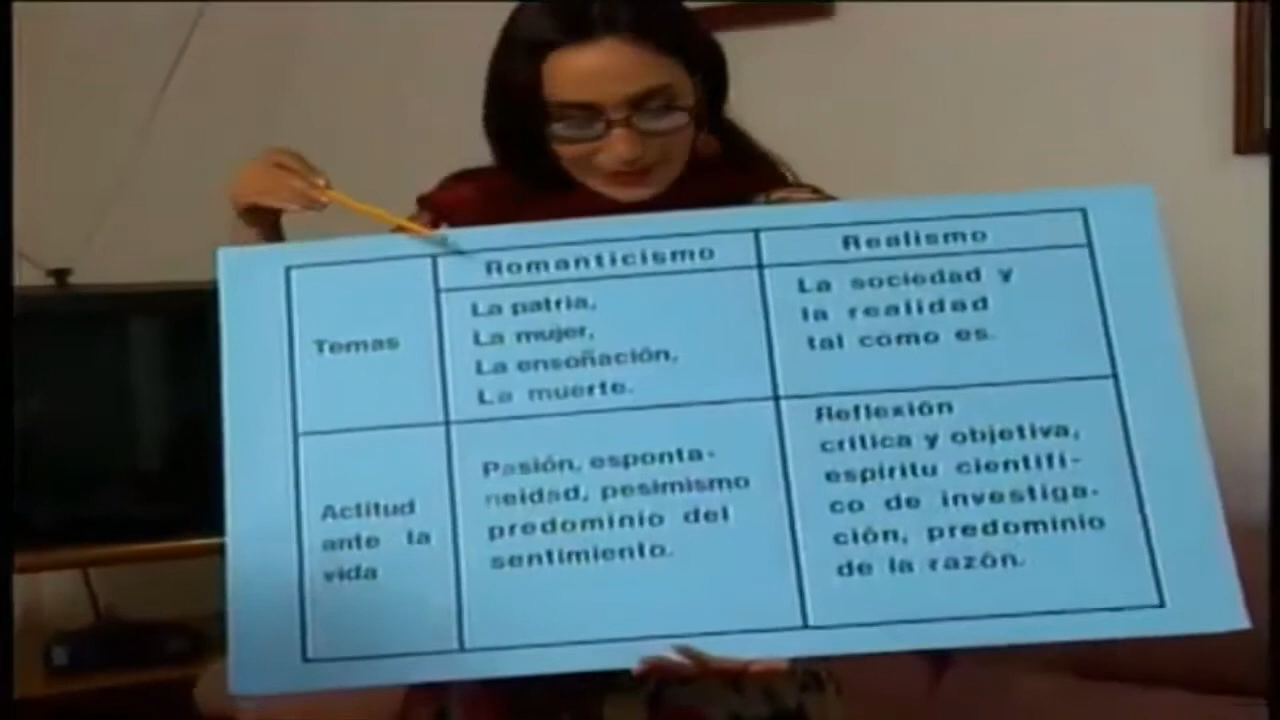 Romanticismo
Realismo
Temas
La patria,
La mujer,
La ensoñación,
La muerte.
La sociedad y
la realidad
tal como es.
Actitud
ante la
vida
Pasión, esponta-
neidad, pesimismo
predominio del
sentimiento.
Reflexión
crítica y objetiva,
espíritu científi-
co de investiga-
ción, predominio
de la razón.